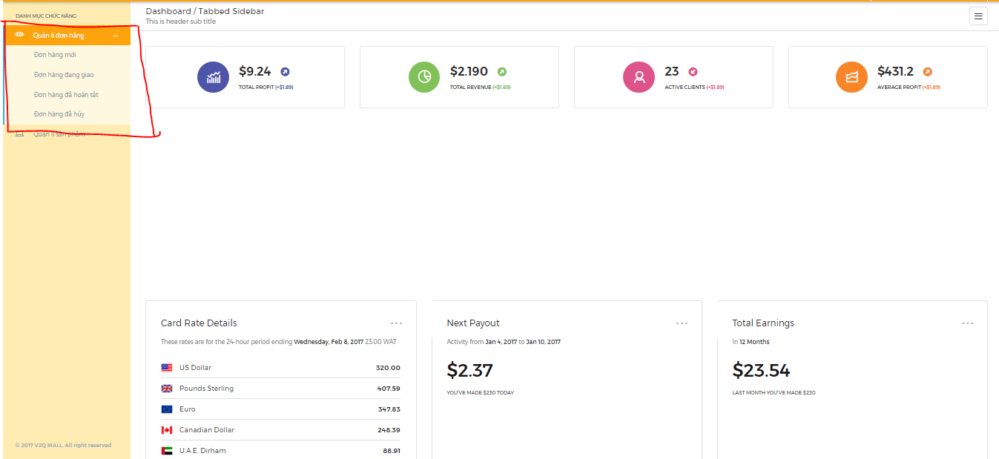 DANH MỤC CHỨC NĂNG
Quản lí đơn hàng
Đơn hàng mới
Đơn hàng đang giao
Đơn hàng đã hoàn tất
Đơn hàng đã hủy
Quản lí sản phẩm
© 2017 V2Q MALL. All right reserved
Dashboard / Tabbed Sidebar
This is header sub title
$9.24
TOTAL PROFIT (+$1.89)
$2.190
TOTAL REVENUE (+$1.89)
23
ACTIVE CLIENTS (+$1.89)
$431.2
AVERAGE PROFIT (+$1.89)
Card Rate Details
These rates are for the 24-hour period ending Wednesday, Feb 8, 2017 23:00 WAT
US Dollar 320.00
Pounds Sterling 407.59
Euro 347.83
Canadian Dollar 248.39
U.A.E. Dirham 88.91
Next Payout
Activity from Jan 4, 2017 to Jan 10, 2017
$2.37
YOU'VE MADE $230 TODAY
Total Earnings
In 12 Months
$23.54
LAST MONTH YOU'VE MADE $230